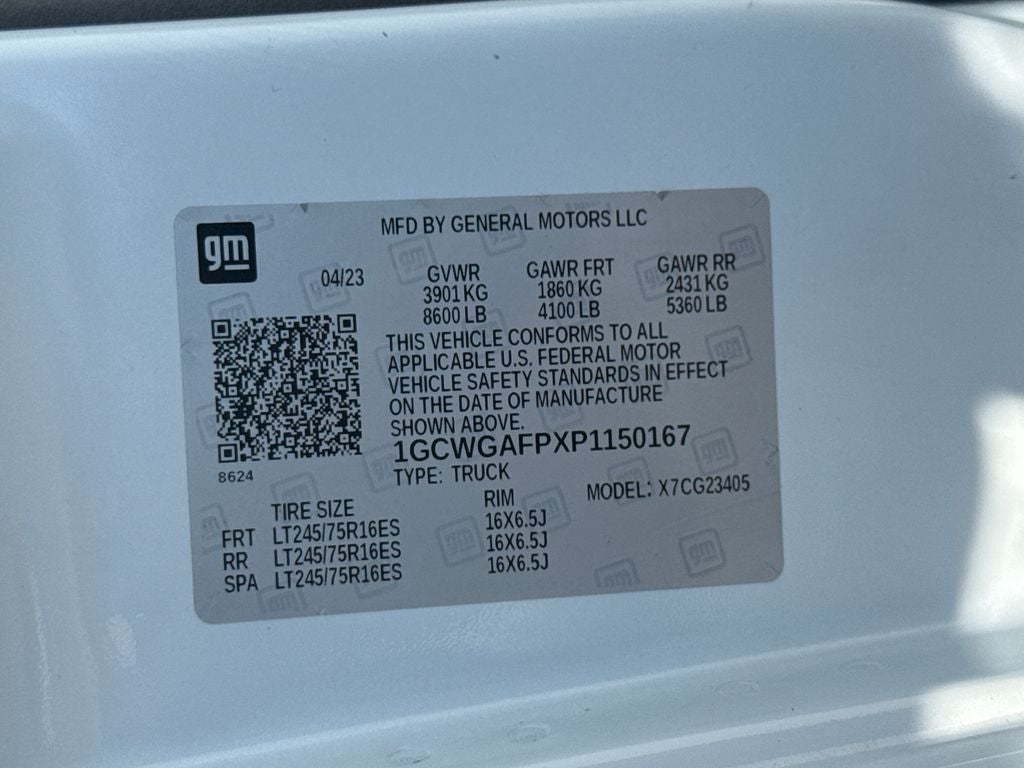 gm
MFD BY GENERAL MOTORS LLC
04/23 GVWR GAWR FRT GAWR RR
3901 KG 1860 KG 2431 KG
8600 LB 4100 LB 5360 LB
THIS VEHICLE CONFORMS TO ALL
APPLICABLE U.S. FEDERAL MOTOR
VEHICLE SAFETY STANDARDS IN EFFECT
ON THE DATE OF MANUFACTURE
SHOWN ABOVE.
1GCWGAFPXP1150167
8624
TYPE: TRUCK
MODEL: X7CG23405
TIRE SIZE RIM
FRT LT245/75R16ES 16X6.5J
RR LT245/75R16ES 16X6.5J
SPA LT245/75R16ES 16X6.5J